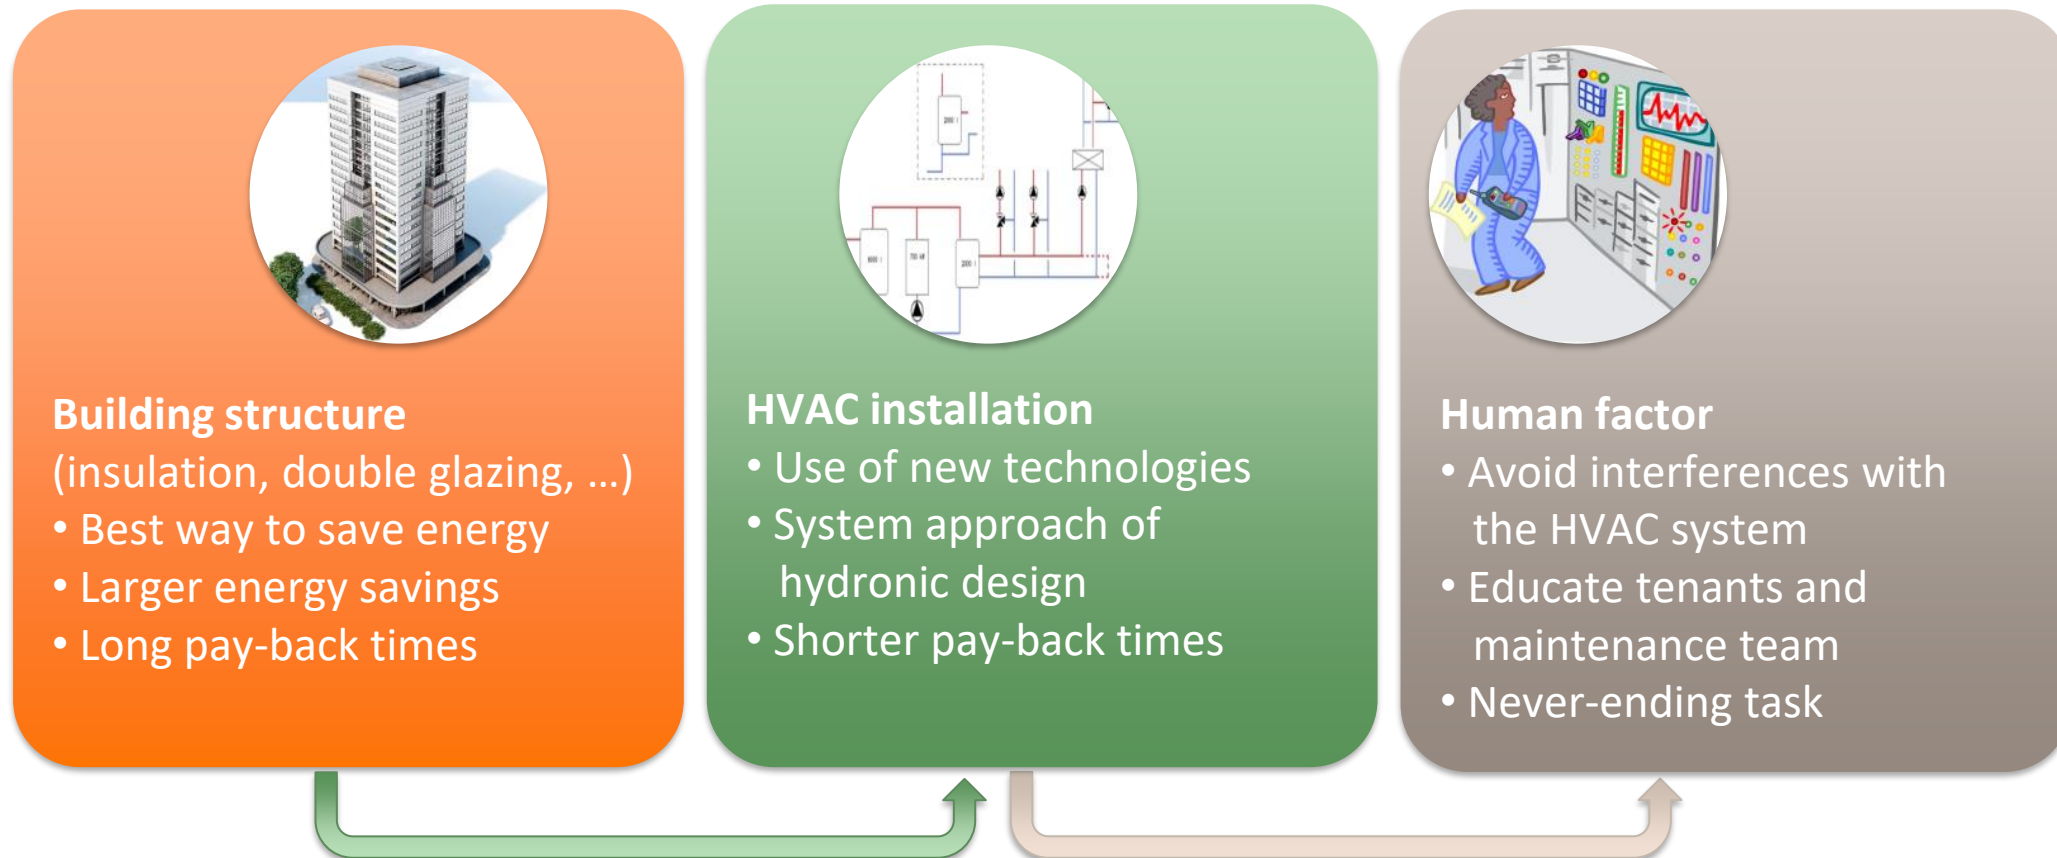 Building structure
(insulation, double glazing, ...)
• Best way to save energy
• Larger energy savings
• Long pay-back times
2000 l
2000 l
HVAC installation
• Use of new technologies
• System approach of
hydronic design
• Shorter pay-back times
Human factor
• Avoid interferences with
the HVAC system
• Educate tenants and
maintenance team
• Never-ending task